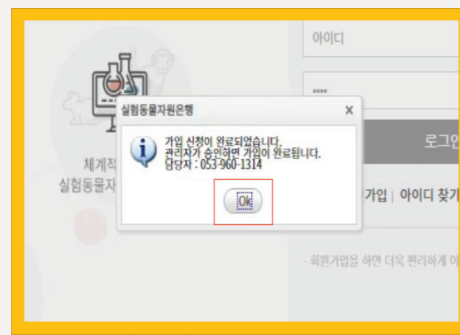 아이디
••••
실험동물자원은행 X
가입 신청이 완료되었습니다.
관리자가 승인하면 가입이 완료됩니다.
담당자 : 053-960-1314
Ok
로그인
체계적
실험동물자
가입 | 아이디 찾기
- 회원가입을 하면 더욱 편리하게 이